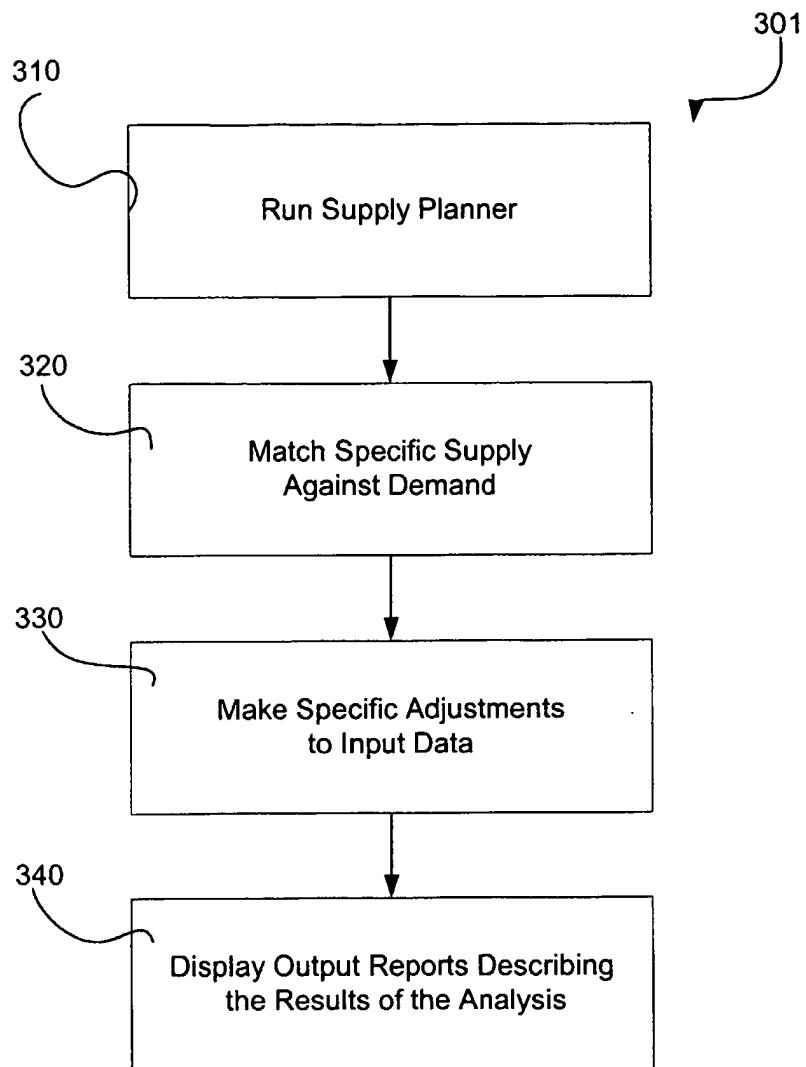 301
310
Run Supply Planner
320
Match Specific Supply
Against Demand
330
Make Specific Adjustments
to Input Data
340
Display Output Reports Describing
the Results of the Analysis